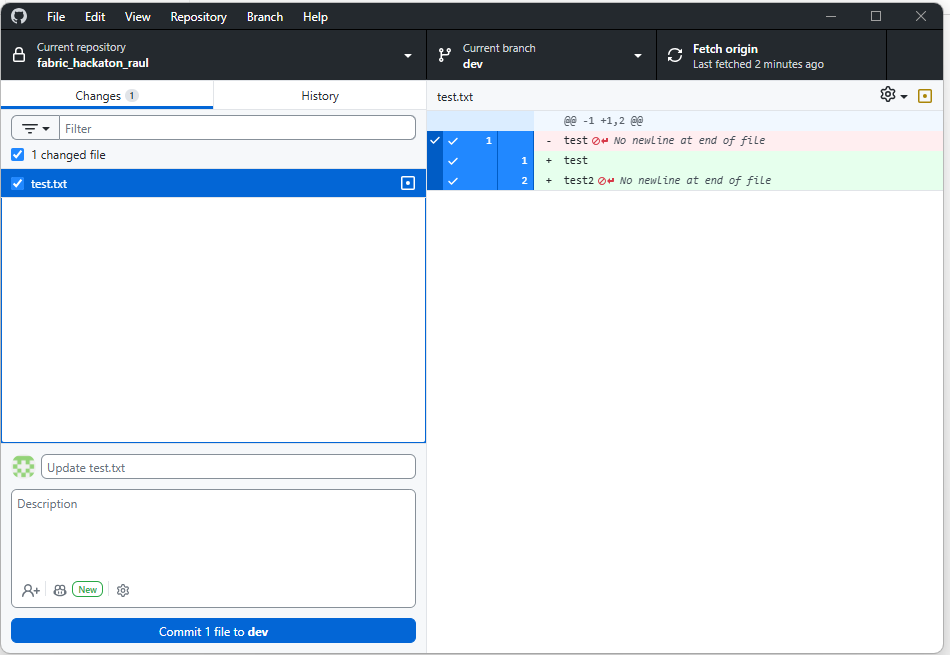 File Edit View Repository Branch Help
Current repository
fabric_hackaton_raul
Current branch
dev
Fetch origin
Last fetched 2 minutes ago
Changes 1
History
Filter
1 changed file
test.txt
Update test.txt
Description
New
Commit 1 file to dev
test.txt
@@ -1 +1,2 @@
1 - test No newline at end of file
1 + test
2 + test2 No newline at end of file